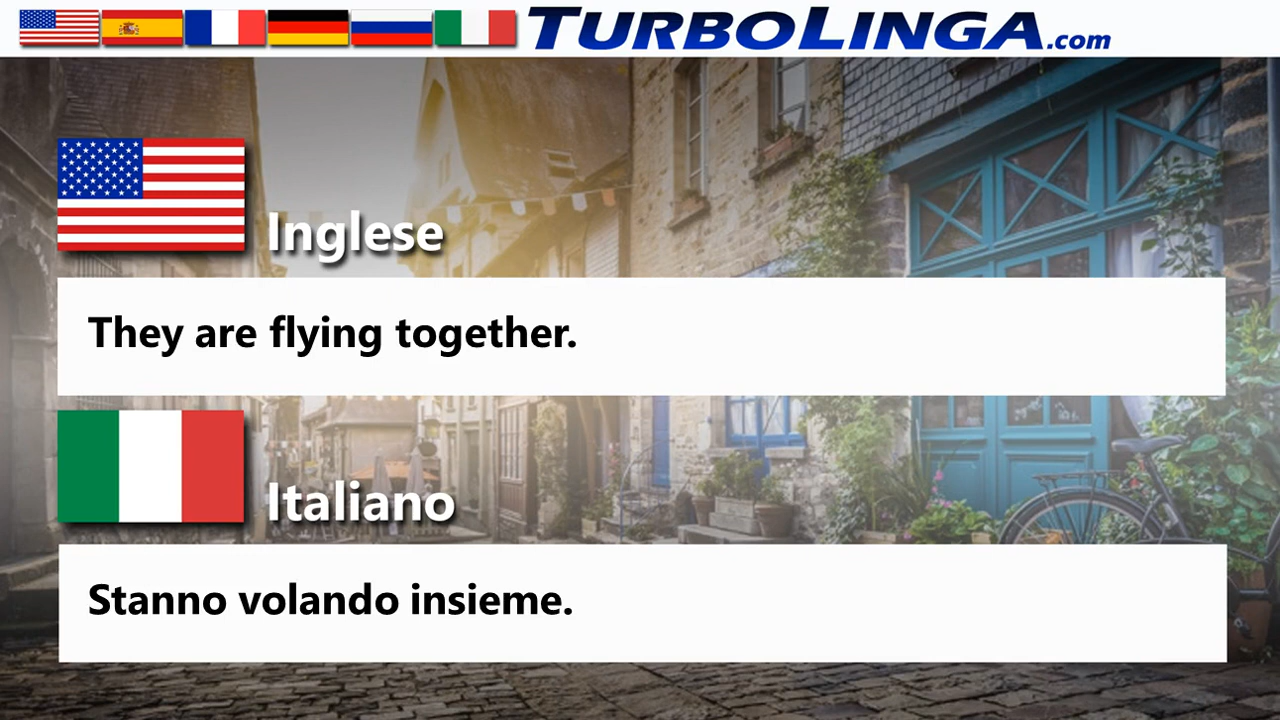 TURBOLINGA.com
Inglese
They are flying together.
Italiano
Stanno volando insieme.